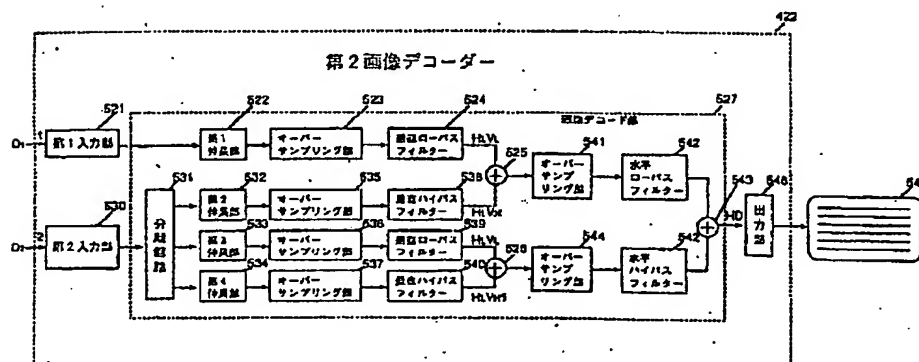 422
第2画像デコーダー
521
第1入力部
522
第1伸長部
523
オーバー
サンプリング部
524
垂直ローパス
フィルター
527
525
541
オーバー
サンプ
リング部
542
水平
ローパス
フィルター
543
出力部
530
第2入力部
531
532
第2伸長部
535
オーバー
サンプリング部
538
垂直ハイパス
フィルター
533
第3伸長部
536
オーバー
サンプリング部
539
垂直ローパス
フィルター
534
第4伸長部
537
オーバー
サンプリング部
540
垂直ハイパス
フィルター
544
オーバー
サンプ
リング部
水平
ハイパス
フィルター
HD